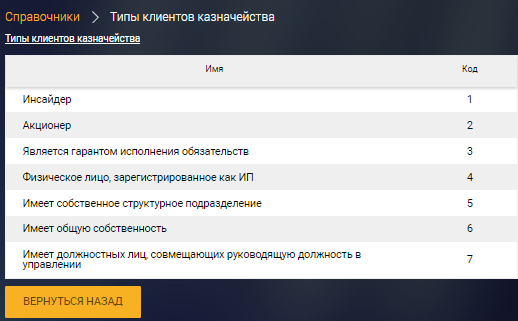 Справочники > Типы клиентов казначейства
Типы клиентов казначейства
Имя Код
Инсайдер 1
Акционер 2
Является гарантом исполнения обязательств 3
Физическое лицо, зарегистрированное как ИП 4
Имеет собственное структурное подразделение 5
Имеет общую собственность 6
Имеет должностных лиц, совмещающих руководящую должность в
управлении 7
ВЕРНУТЬСЯ НАЗАД